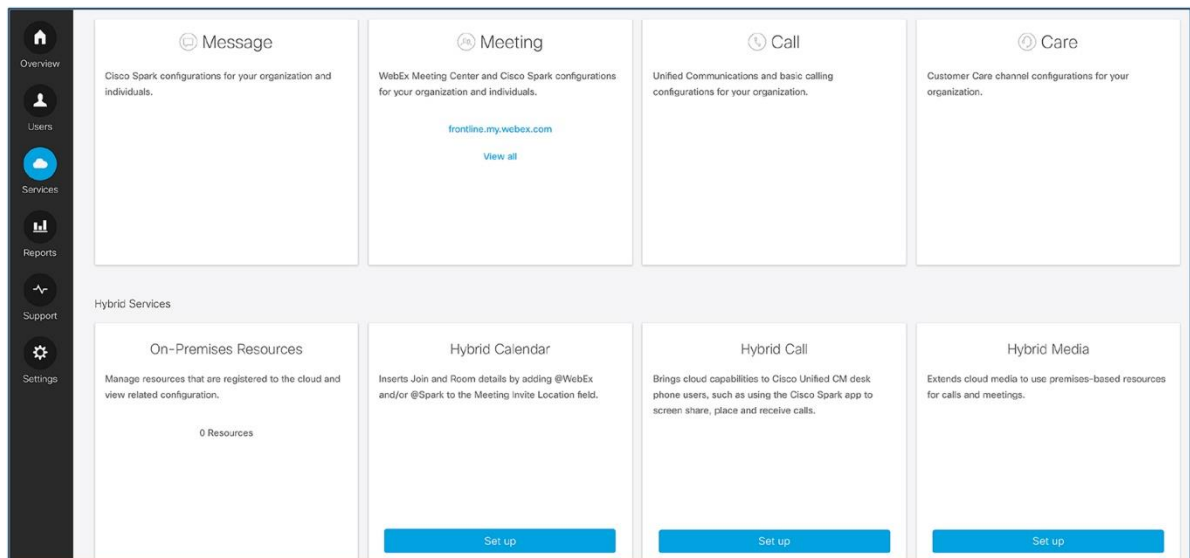 Overview
Users
Services
Reports
Support
Settings
Message
Cisco Spark configurations for your organization and
individuals.
Meeting
WebEx Meeting Center and Cisco Spark configurations
for your organization and individuals.
frontline.my.webex.com
View all
Call
Unified Communications and basic calling
configurations for your organization.
Care
Customer Care channel configurations for your
organization.
Hybrid Services
On-Premises Resources
Manage resources that are registered to the cloud and
view related configuration.
0 Resources
Hybrid Calendar
Inserts Join and Room details by adding @WebEx
and/or @Spark to the Meeting Invite Location field.
Set up
Hybrid Call
Brings cloud capabilities to Cisco Unified CM desk
phone users, such as using the Cisco Spark app to
screen share, place and receive calls.
Set up
Hybrid Media
Extends cloud media to use premises-based resources
for calls and meetings.
Set up